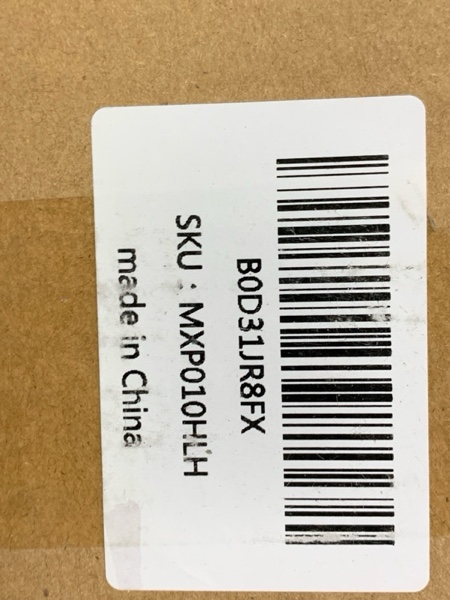 B0D31JR8FX
SKU : MXP010HLH
made in China